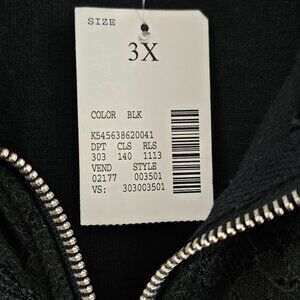 SIZE
3X
COLOR BLK
K545638620041
DPT CLS RLS
303 140 1113
VEND STYLE
02177 003501
VS: 303003501